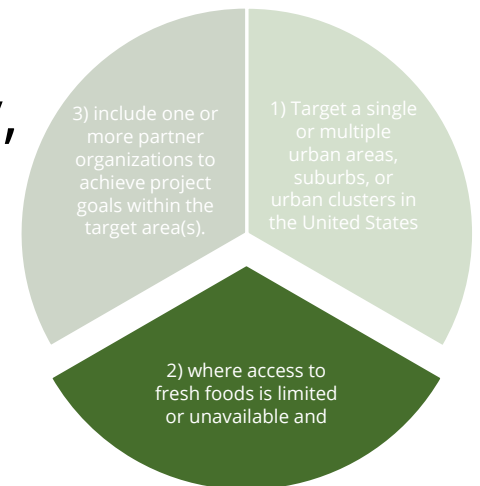 1) Target a single
or multiple
urban areas,
suburbs, or
urban clusters in
the United States
2) where access to
fresh foods is limited
or unavailable and
3) include one or
more partner
organizations to
achieve project
goals within the
target area(s).